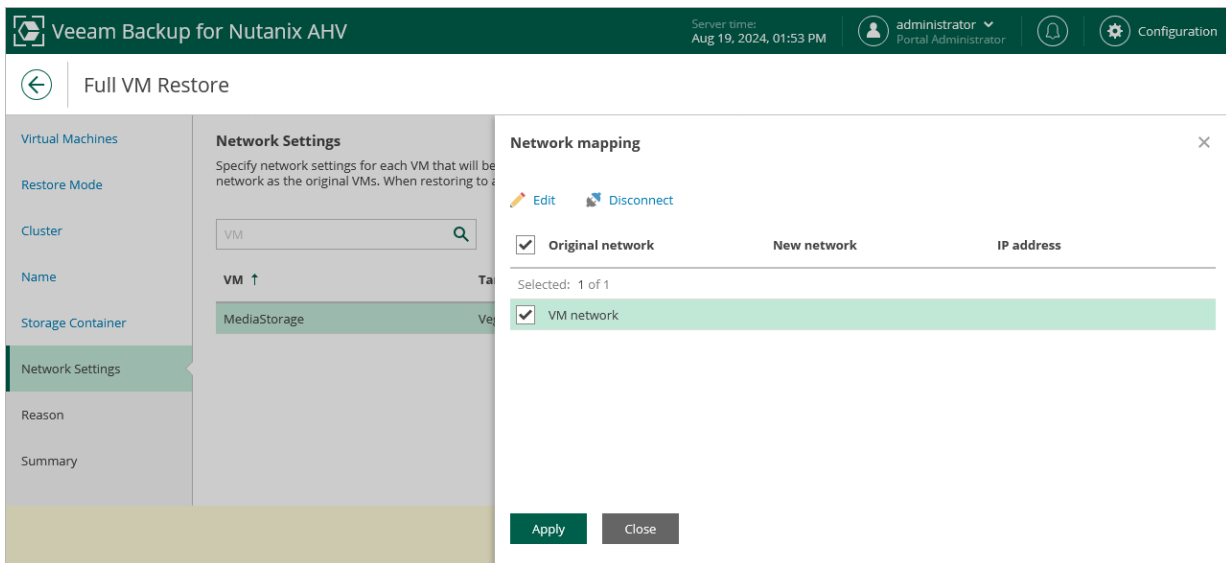 Veeam Backup for Nutanix AHV
Server time:
Aug 19, 2024, 01:53 PM
administrator
Portal Administrator
Configuration
Full VM Restore
Virtual Machines
Restore Mode
Cluster
Name
Storage Container
Network Settings
Reason
Summary
Network Settings
Specify network settings for each VM that will be
network as the original VMs. When restoring to
VM
VM ↑
MediaStorage
Network mapping
Edit Disconnect
Original network New network IP address
Selected: 1 of 1
VM network
Apply Close